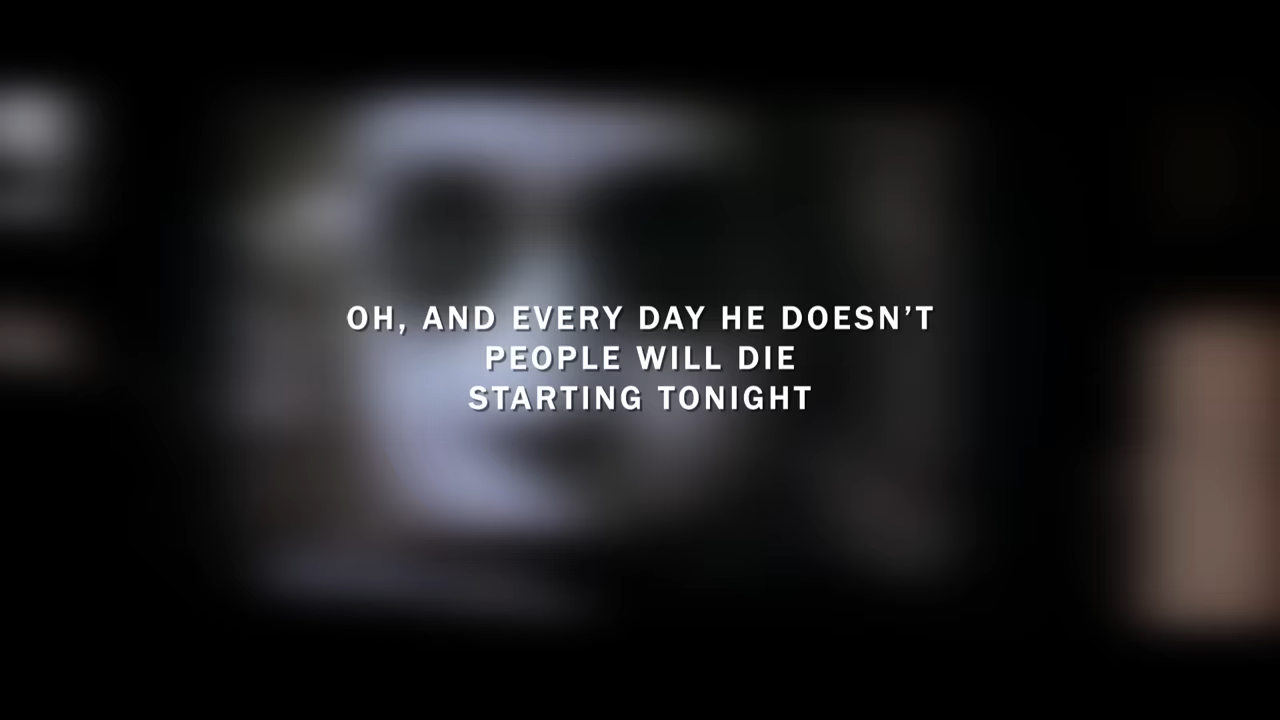 OH, AND EVERY DAY HE DOESN’T
PEOPLE WILL DIE
STARTING TONIGHT